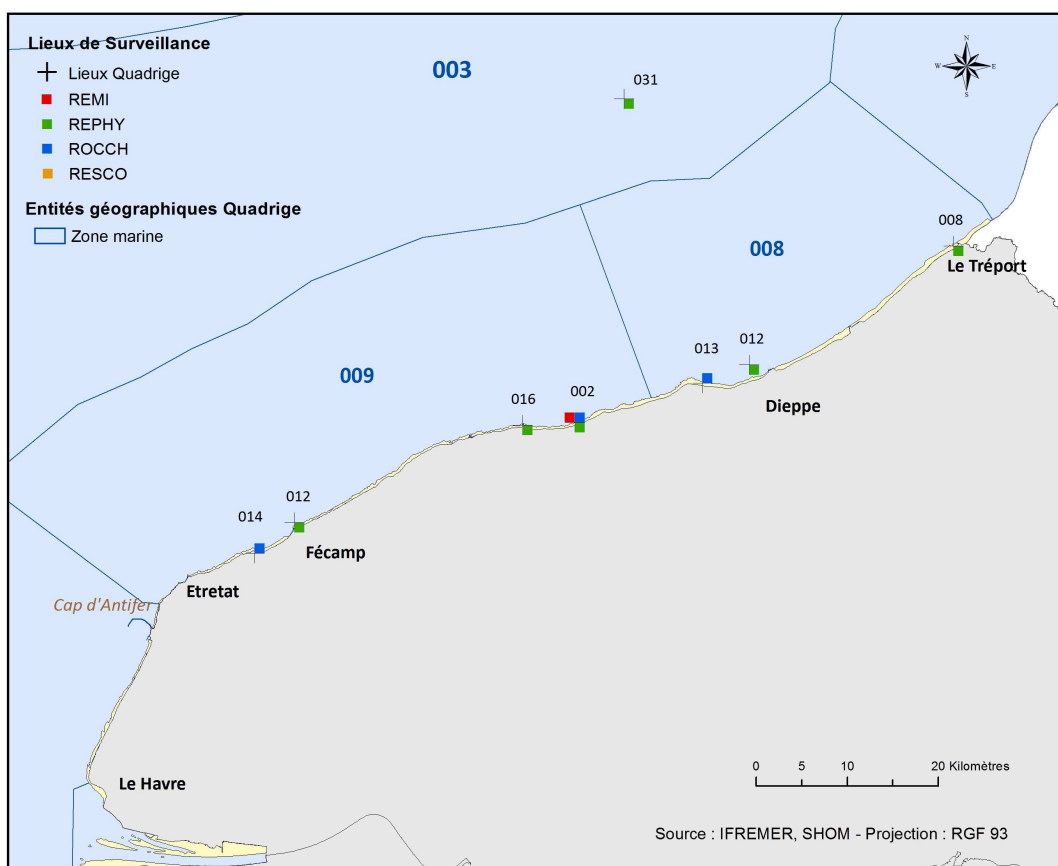 Lieux de Surveillance
Lieux Quadrige
REMI
REPHY
ROCCH
RESCO
Entités géographiques Quadrige
Zone marine
003
031
N
W
E
S
008
008
Le Tréport
009
013
012
Dieppe
016
002
014
012
Fécamp
Etretat
Cap d'Antifer
Le Havre
0 5 10 20 Kilomètres
Source : IFREMER, SHOM - Projection : RGF 93